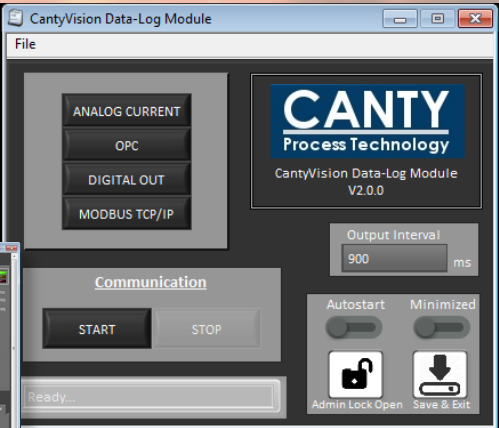 CantyVision Data-Log Module
File
ANALOG CURRENT
OPC
DIGITAL OUT
MODBUS TCP/IP
CANTY
Process Technology
CantyVision Data-Log Module
V2.0.0
Output Interval
900
ms
Communication
START
STOP
Autostart
Minimized
Ready...
Admin Lock Open
Save & Exit